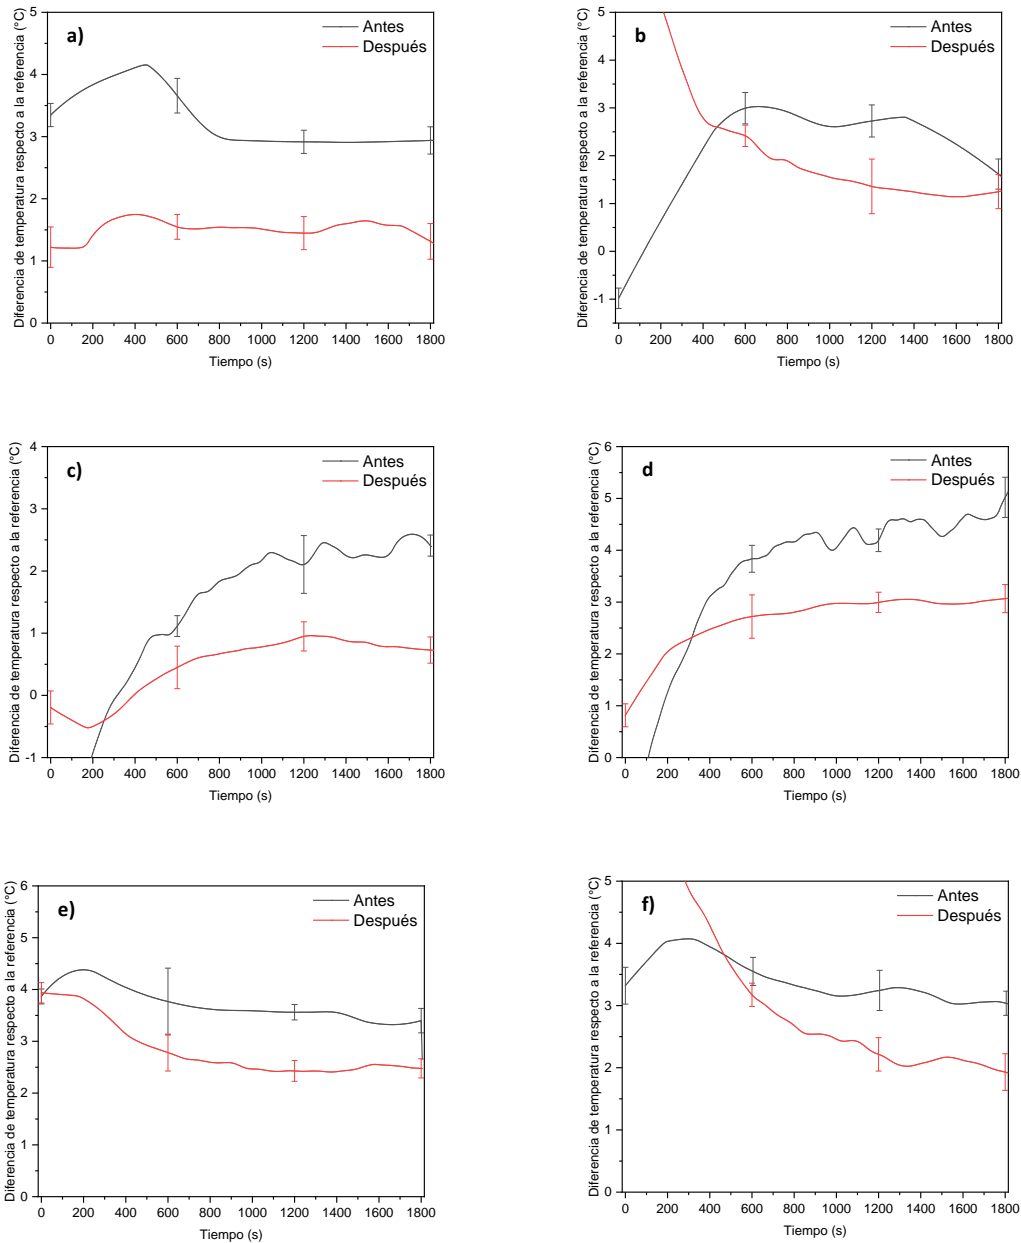 a)
Antes
Después
5
4
3
2
1
0
0 200 400 600 800 1000 1200 1400 1600 1800
Tiempo (s)
Diferencia de temperatura respecto a la referencia (°C)
b
Antes
Después
5
4
3
2
1
0
-1
0 200 400 600 800 1000 1200 1400 1600 1800
Tiempo (s)
Diferencia de temperatura respecto a la referencia (°C)
c)
Antes
Después
4
3
2
1
0
-1
0 200 400 600 800 1000 1200 1400 1600 1800
Tiempo (s)
Diferencia de temperatura respecto a la referencia (°C)
d
Antes
Después
6
5
4
3
2
1
0
0 200 400 600 800 1000 1200 1400 1600 1800
Tiempo (s)
Diferencia de temperatura respecto a la referencia (°C)
e)
Antes
Después
6
5
4
3
2
1
0
0 200 400 600 800 1000 1200 1400 1600 1800
Tiempo (s)
Diferencia de temperatura respecto a la referencia (°C)
f)
Antes
Después
5
4
3
2
1
0
0 200 400 600 800 1000 1200 1400 1600 1800
Tiempo (s)
Diferencia de temperatura respecto a la referencia (°C)